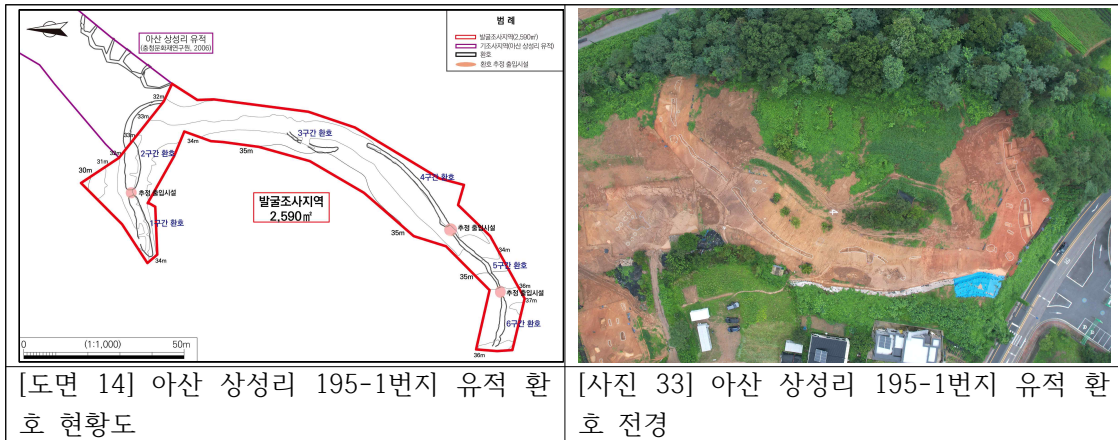 범 례
발굴조사지역(2,590㎡)
기조사지역(아산 상성리 유적)
환호
환호 추정 출입시설
아산 상성리 유적
(충청문화재연구원, 2006)
32m
33m
33m
32m
31m
30m
2구간 환호
34m
35m
3구간 환호
4구간 환호
추정 출입시설
1구간 환호
34m
발굴조사지역
2,590㎡
35m
추정 출입시설
34m
5구간 환호
35m
36m
추정 출입시설
37m
6구간 환호
36m
0 (1:1,000) 50m
[도면 14] 아산 상성리 195-1번지 유적 환
호 현황도
[사진 33] 아산 상성리 195-1번지 유적 환
호 전경